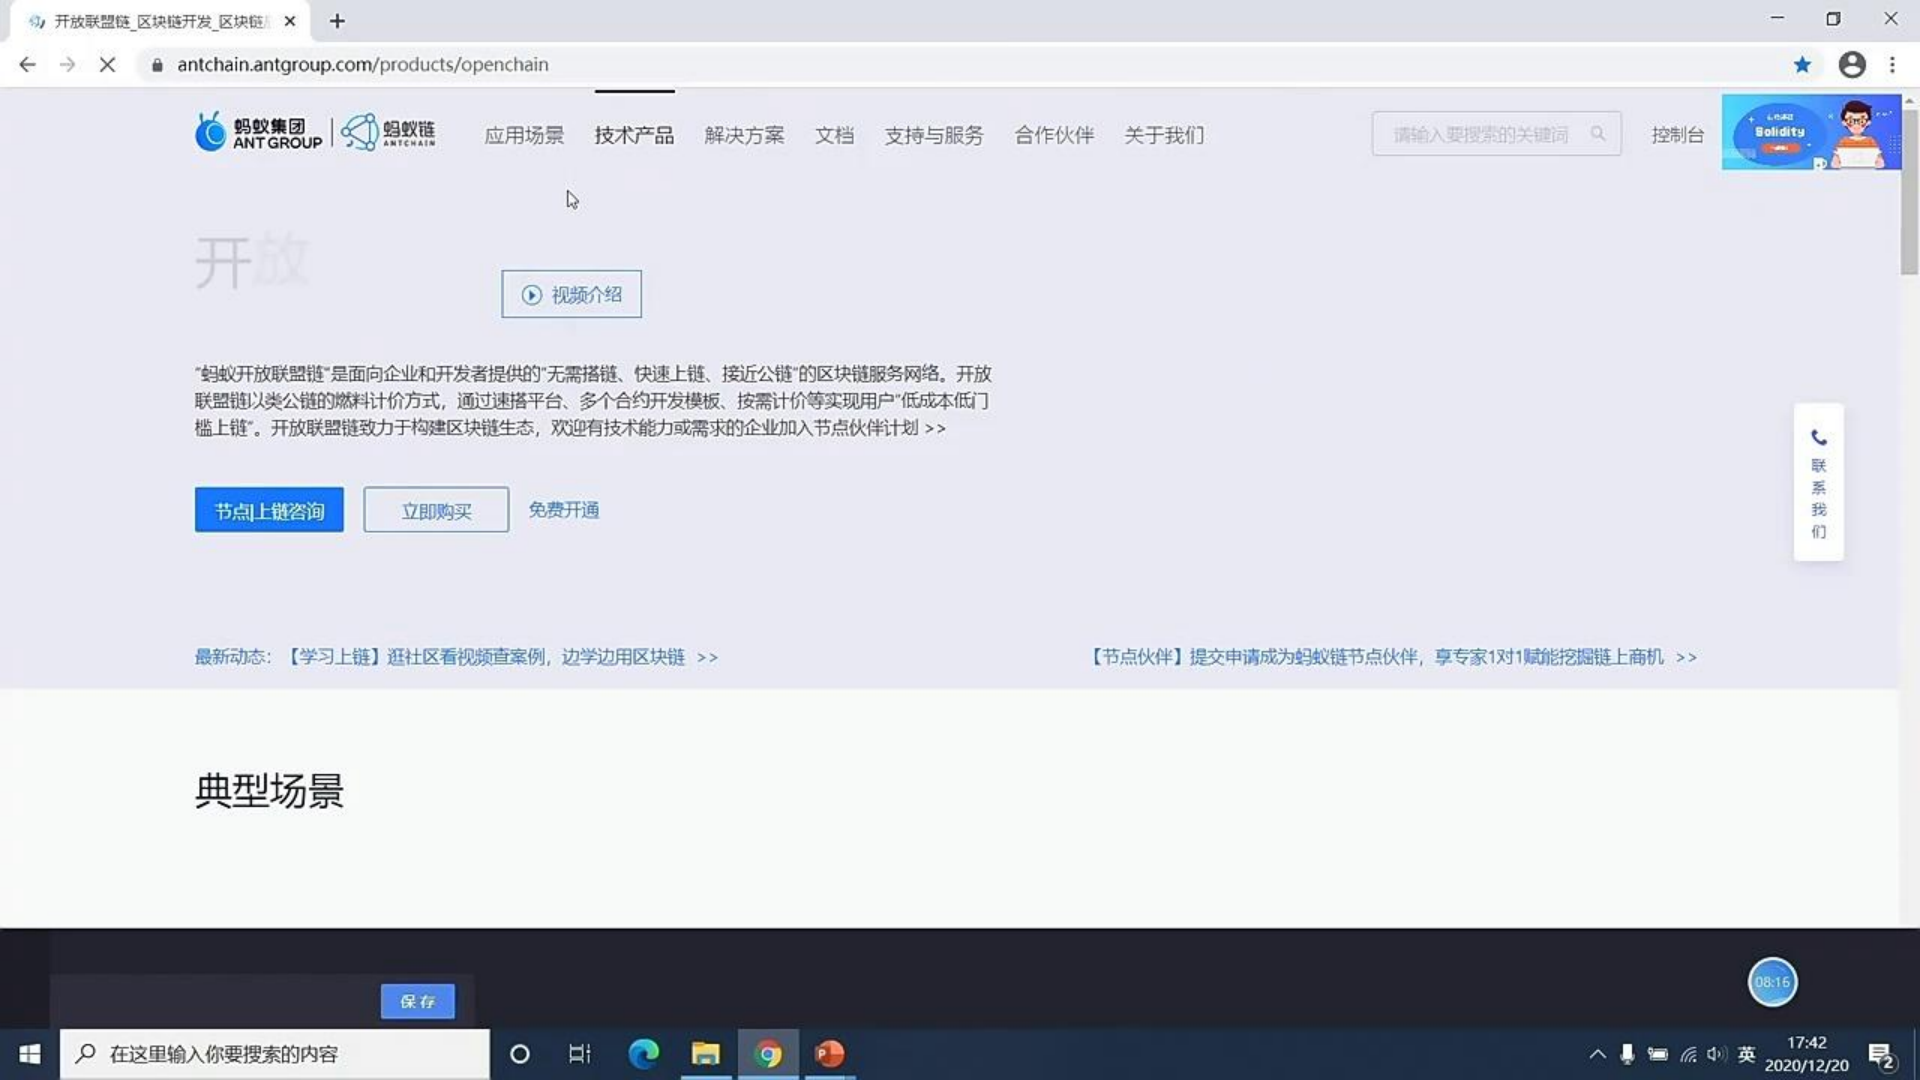 开放联盟链_区块链开发_区块链
antchain.antgroup.com/products/openchain
蚂蚁集团
ANT GROUP
蚂蚁链
ANTCHAIN
应用场景
技术产品
解决方案
文档
支持与服务
合作伙伴
关于我们
请输入要搜索的关键词
控制台
Solidity
开放
视频介绍
“蚂蚁开放联盟链”是面向企业和开发者提供的“无需搭链、快速上链、接近公链”的区块链服务网络。开放
联盟链以类公链的燃料计价方式，通过速搭平台、多个合约开发模板、按需计价等实现用户“低成本低门
槛上链”。开放联盟链致力于构建区块链生态，欢迎有技术能力或需求的企业加入节点伙伴计划 >>
节点|上链咨询
立即购买
免费开通
联
系
我
们
最新动态：【学习上链】逛社区看视频查案例，边学边用区块链 >>
【节点伙伴】提交申请成为蚂蚁链节点伙伴，享专家1对1赋能挖掘链上商机 >>
典型场景
08:16
保存
在这里输入你要搜索的内容
英
17:42
2020/12/20
2